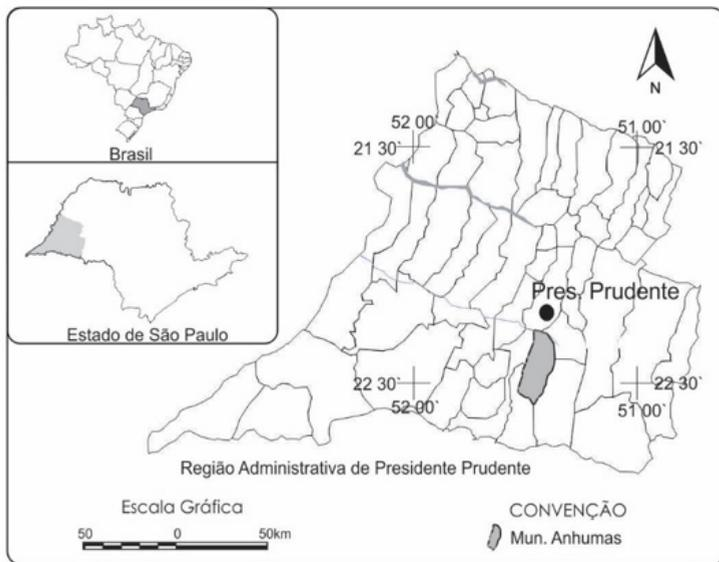 Brasil
Estado de São Paulo
N
52 00`
21 30`
51 00`
21 30`
Pres. Prudente
22 30`
52 00`
22 30`
51 00`
Região Administrativa de Presidente Prudente
Escala Gráfica
50 0 50km
CONVENÇÃO
Mun. Anhumas